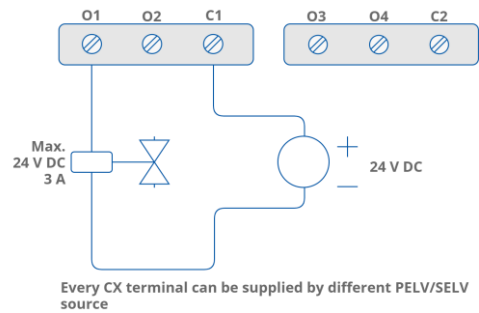 O1 O2 C1 O3 O4 C2
Max.
24 V DC
3 A
+
24 V DC
—
Every CX terminal can be supplied by different PELV/SELV
source